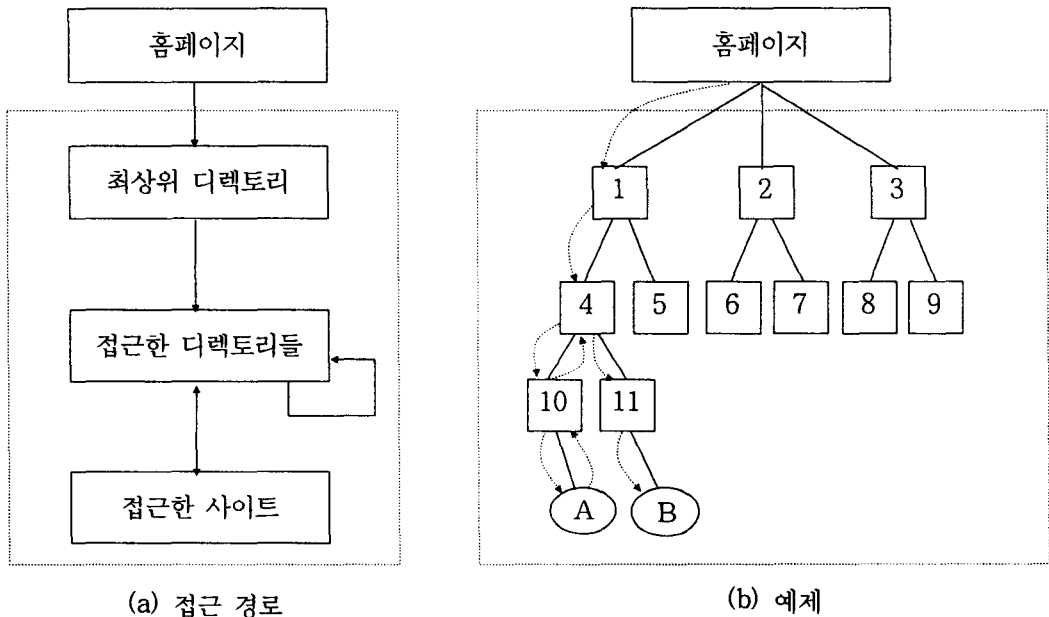 홈페이지
최상위 디렉토리
접근한 디렉토리들
접근한 사이트
(a) 접근 경로
홈페이지
1 2 3
4 5 6 7 8 9
10 11
A B
(b) 예제